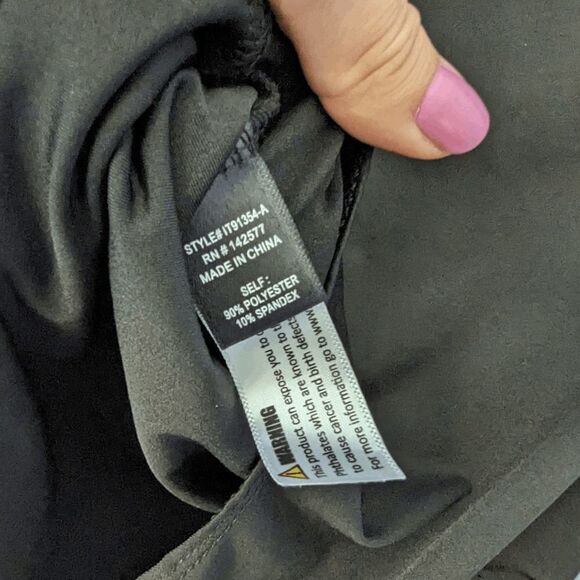 STYLE# IT91354-A
RN # 142577
MADE IN CHINA
SELF:
90% POLYESTER
10% SPANDEX
WARNING
This product can expose you to
Phthalates which are known to
to cause cancer and birth defects
For more information go to www